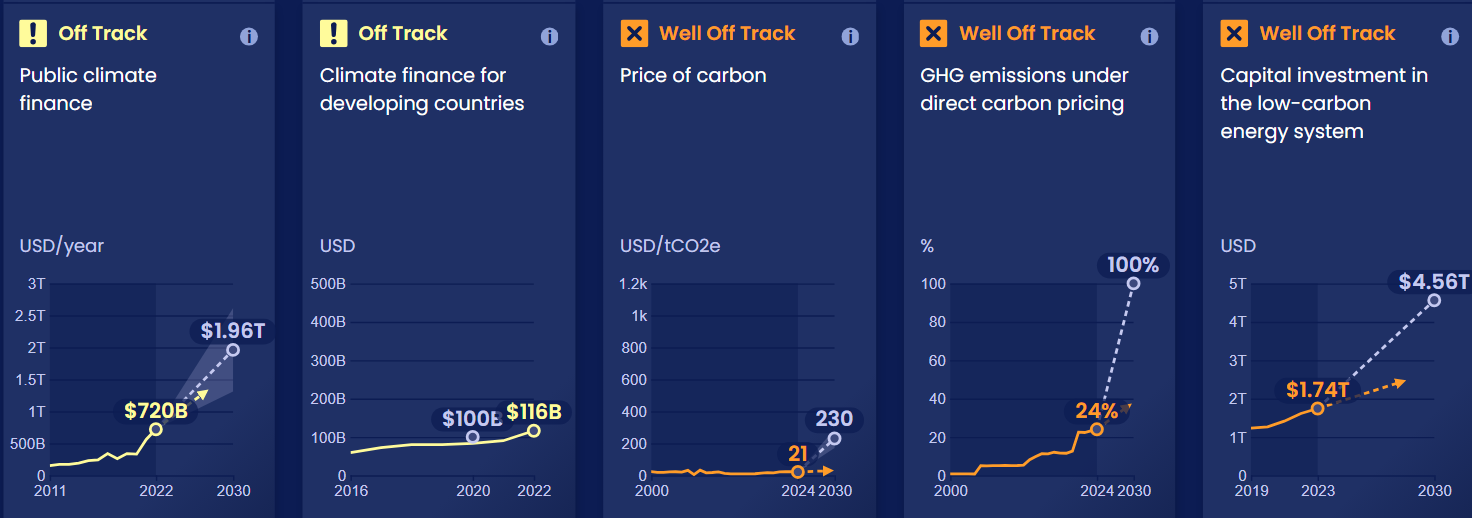 Off Track
Public climate
finance
USD/year
3T
2.5T
2T
1.5T
1T
500B
0
$1.96T
$720B
2011
2022
2030
Off Track
Climate finance for
developing countries
USD
500B
400B
300B
200B
100B
0
$100B
$116B
2016
2020
2022
Well Off Track
Price of carbon
USD/tCO2e
1.2k
1k
800
600
400
200
0
230
21
2000
2024
2030
Well Off Track
GHG emissions under
direct carbon pricing
%
100
80
60
40
20
0
100%
24%
2000
2024
2030
Well Off Track
Capital investment in
the low-carbon
energy system
USD
5T
4T
3T
2T
1T
0
$4.56T
$1.74T
2019
2023
2030